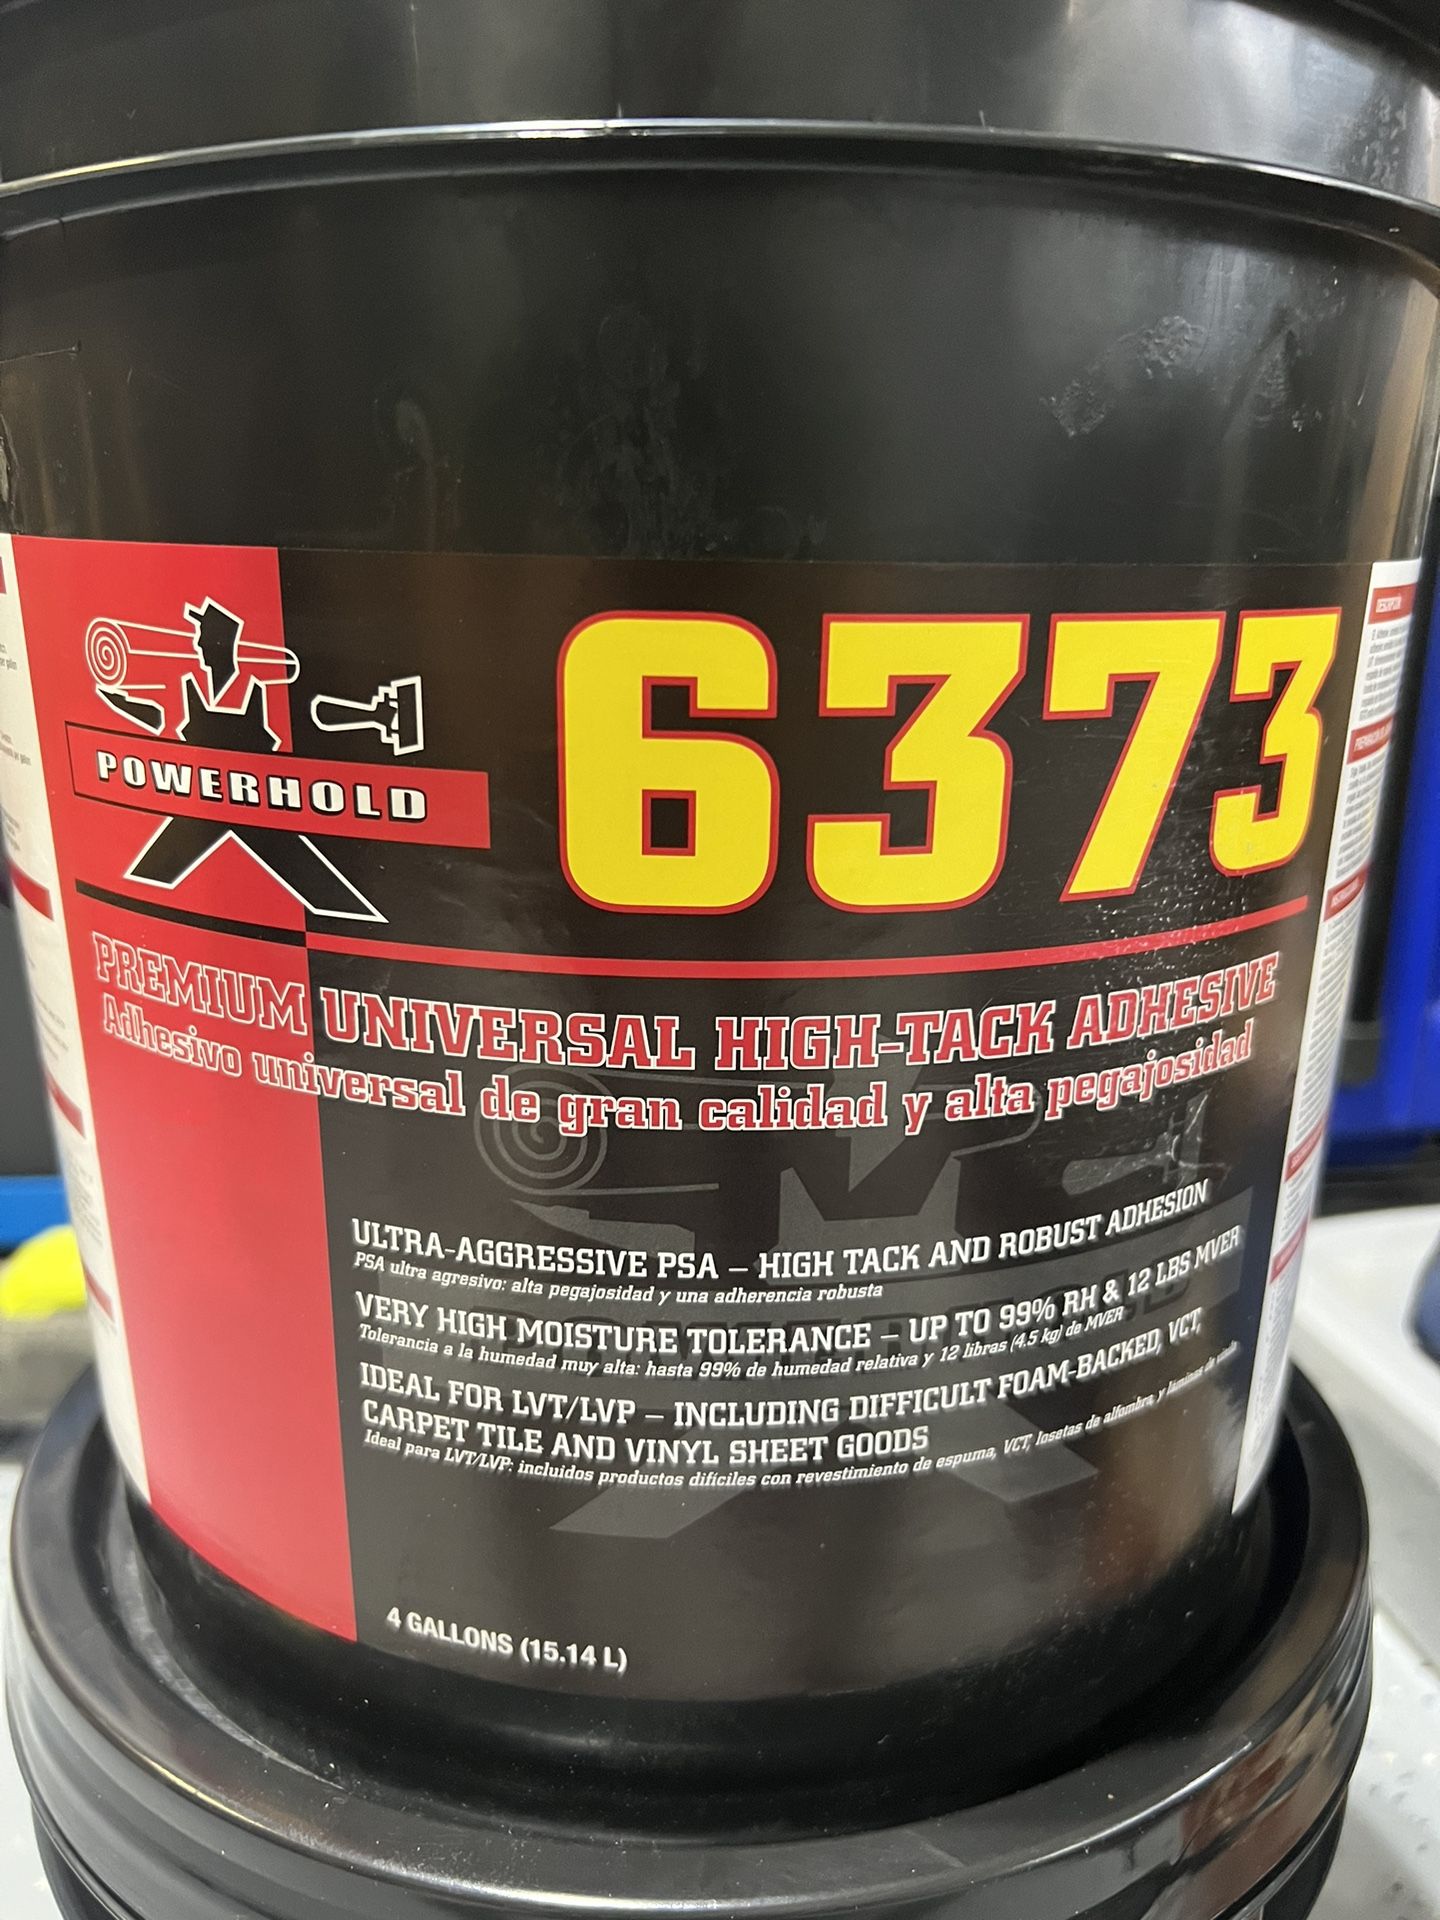 POWERHOLD
6373
PREMIUM UNIVERSAL HIGH-TACK ADHESIVE
Adhesivo universal de gran calidad y alta pegajosidad
ULTRA-AGGRESSIVE PSA – HIGH TACK AND ROBUST ADHESION
PSA ultra agresivo: alta pegajosidad y una adherencia robusta
VERY HIGH MOISTURE TOLERANCE – UP TO 99% RH & 12 LBS MVER
Tolerancia a la humedad muy alta: hasta 99% de humedad relativa y 12 libras (4.5 kg) de MVER
IDEAL FOR LVT/LVP – INCLUDING DIFFICULT FOAM-BACKED, VCT,
CARPET TILE AND VINYL SHEET GOODS
Ideal para LVT/LVP: incluidos productos difíciles con revestimiento de espuma, VCT, losetas de alfombra, y láminas de vinilo
4 GALLONS (15.14 L)